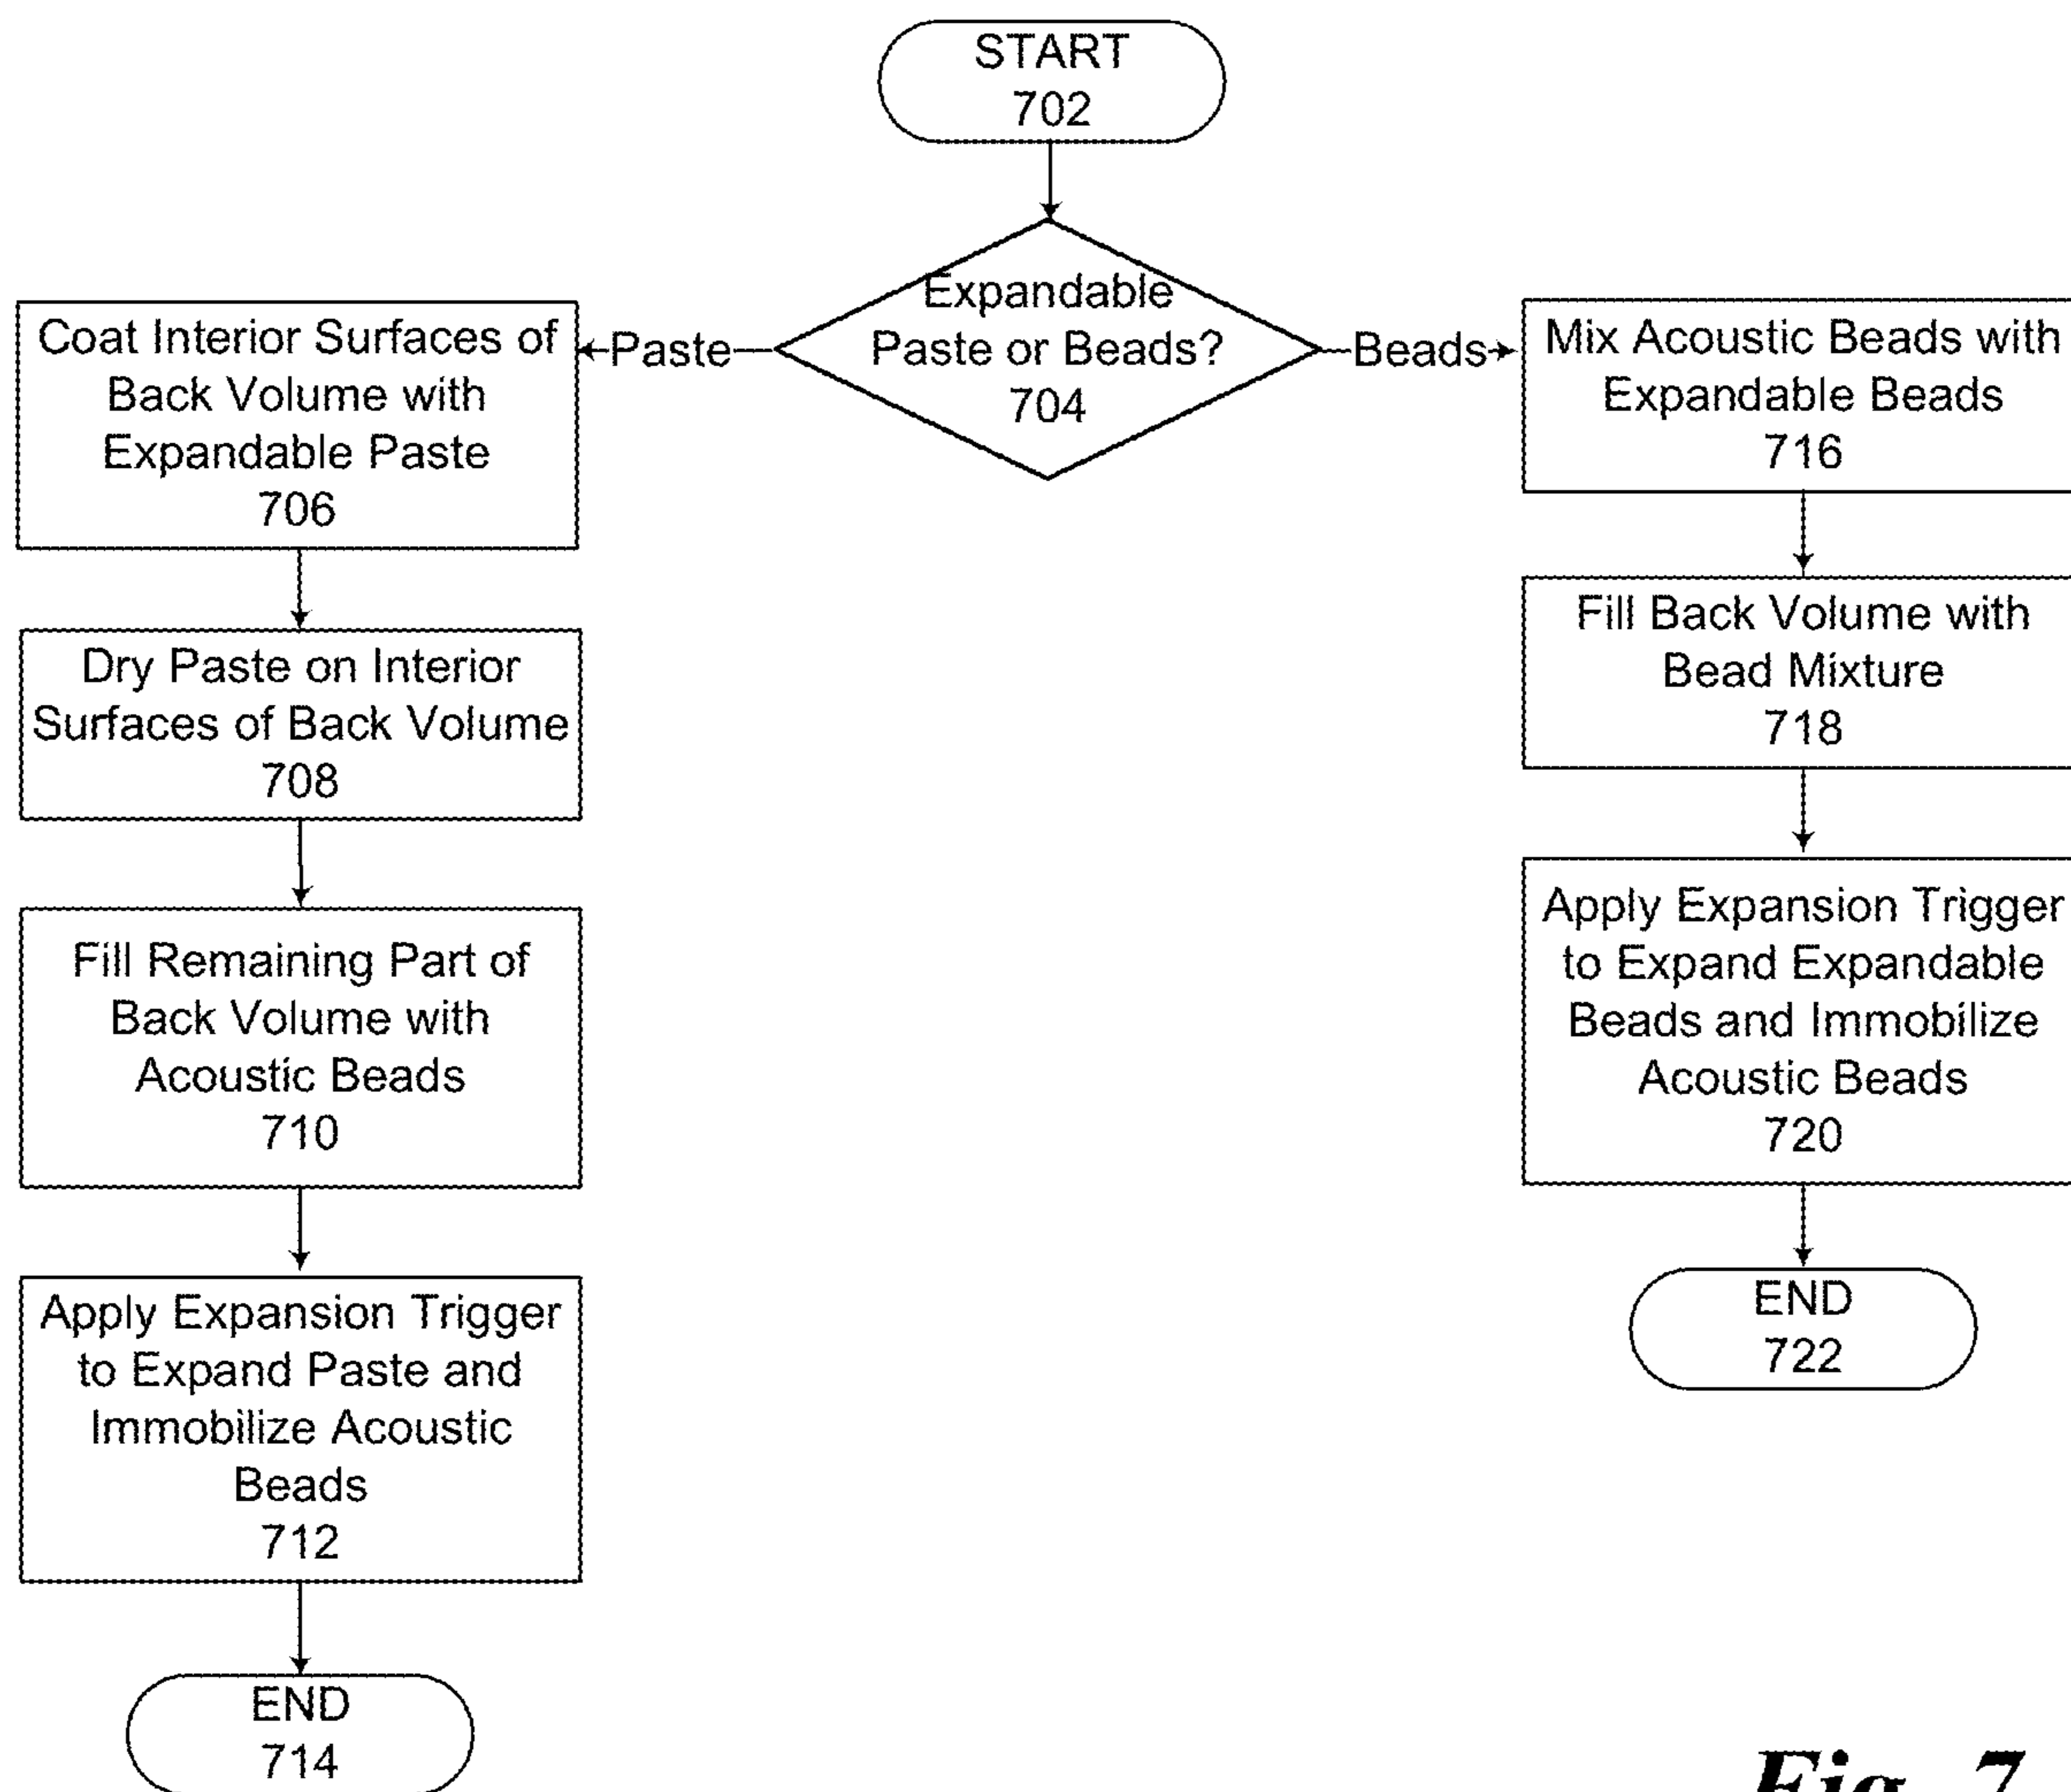 START
702
Expandable
Paste or Beads?
704
Paste
Beads
Coat Interior Surfaces of
Back Volume with
Expandable Paste
706
Dry Paste on Interior
Surfaces of Back Volume
708
Fill Remaining Part of
Back Volume with
Acoustic Beads
710
Apply Expansion Trigger
to Expand Paste and
Immobilize Acoustic
Beads
712
END
714
Mix Acoustic Beads with
Expandable Beads
716
Fill Back Volume with
Bead Mixture
718
Apply Expansion Trigger
to Expand Expandable
Beads and Immobilize
Acoustic Beads
720
END
722
Fig. 7